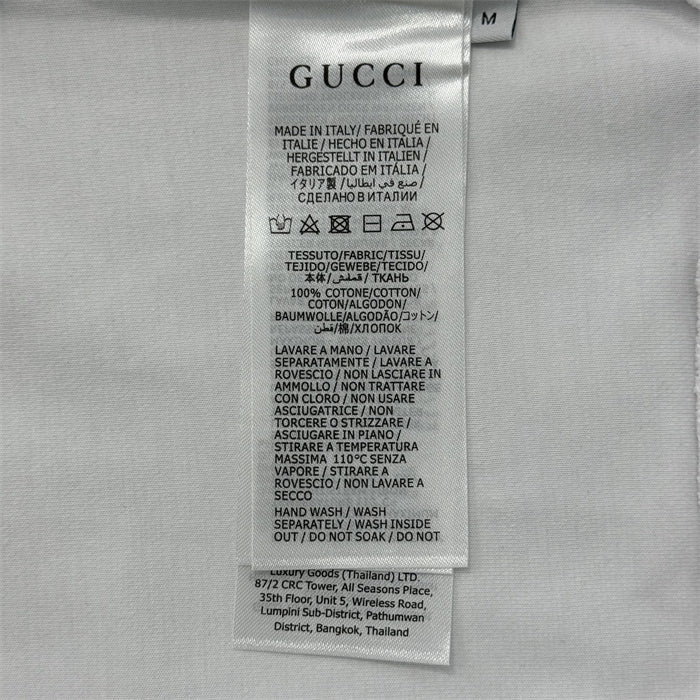 M
GUCCI
MADE IN ITALY/ FABRIQUÉ EN
ITALIE / HECHO EN ITALIA /
HERGESTELLT IN ITALIEN /
FABRICADO EM ITÁLIA /
イタリア製 / صنع في ايطاليا /
СДЕЛАНО В ИТАЛИИ
TESSUTO/FABRIC/TISSU/
TEJIDO/GEWEBE/TECIDO/
本体/ قماش/ ТКАНЬ
100% COTONE/COTTON/
COTON/ALGODON/
BAUMWOLLE/ALGODÃO/コットン/
قطن/棉/ХЛОПОК
LAVARE A MANO / LAVARE
SEPARATAMENTE / LAVARE A
ROVESCIO / NON LASCIARE IN
AMMOLLO / NON TRATTARE
CON CLORO / NON USARE
ASCIUGATRICE / NON
TORCERE O STRIZZARE /
ASCIUGARE IN PIANO /
STIRARE A TEMPERATURA
MASSIMA 110°C SENZA
VAPORE / STIRARE A
ROVESCIO / NON LAVARE A
SECCO
HAND WASH / WASH
SEPARATELY / WASH INSIDE
OUT / DO NOT SOAK / DO NOT
Luxury Goods (Thailand) LTD.
87/2 CRC Tower, All Seasons Place,
35th Floor, Unit 5, Wireless Road,
Lumpini Sub-District, Pathumwan
District, Bangkok, Thailand